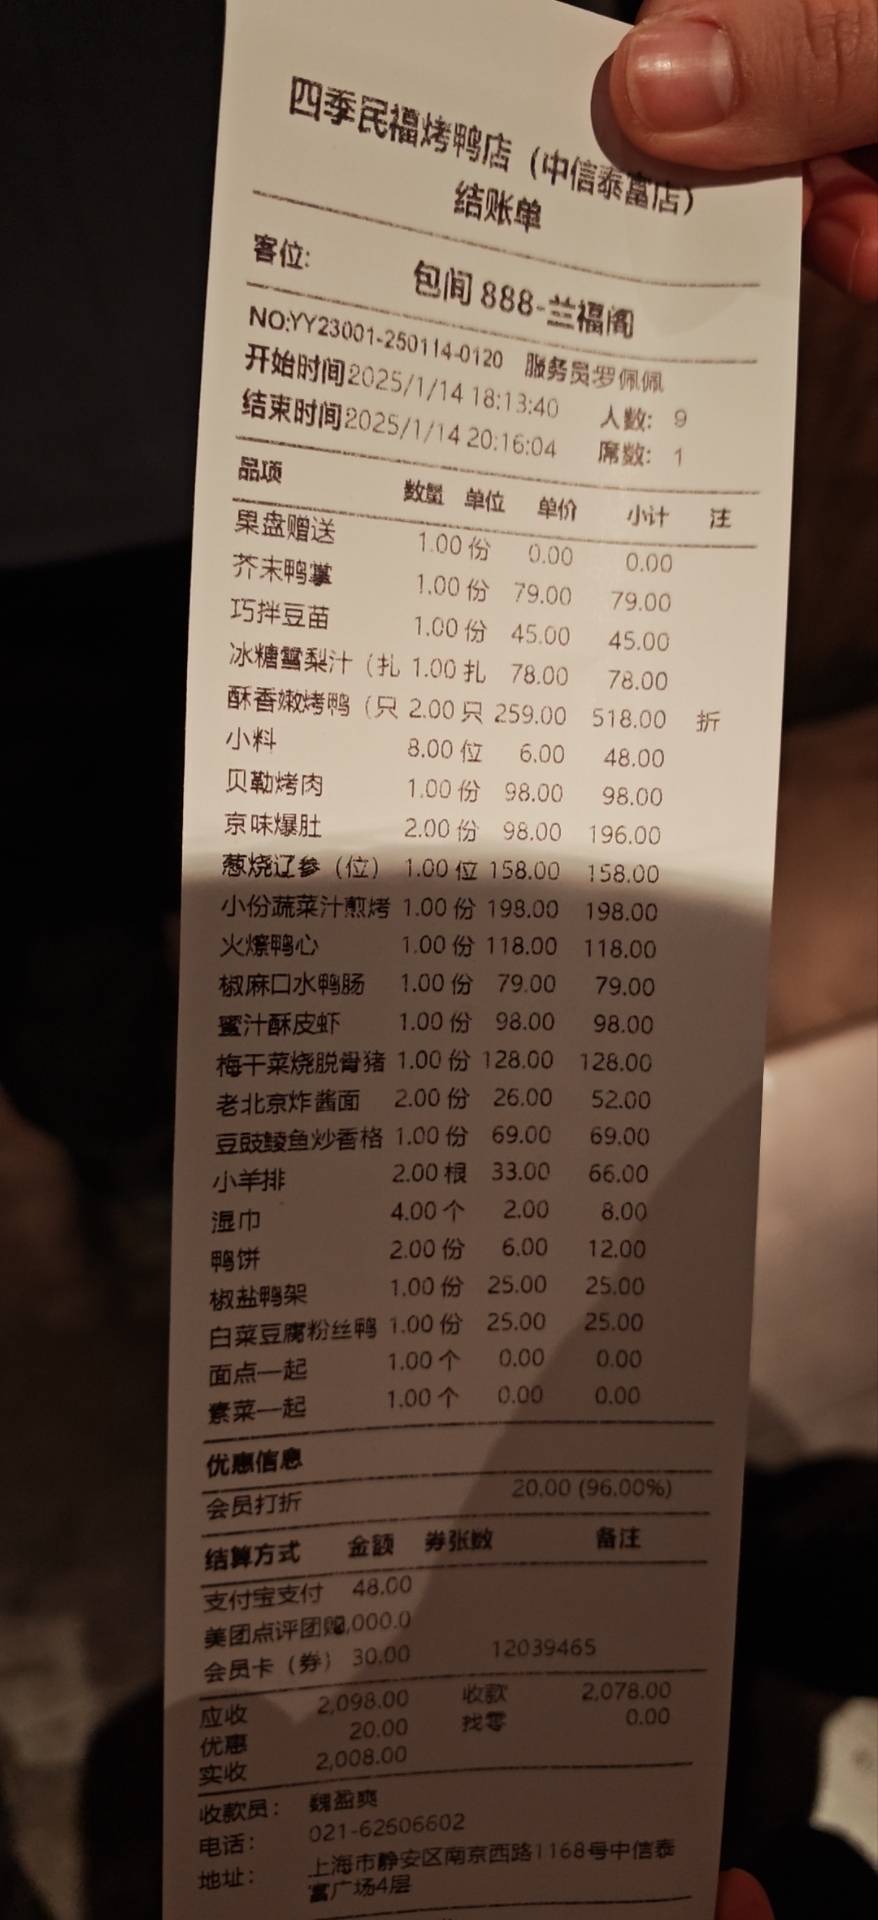 四季民福烤鸭店（中信泰富店）
结账单
客位: 包间 888-兰福阁
NO:YY23001-250114-0120 服务员罗佩佩
开始时间2025/1/14 18:13:40 人数: 9
结束时间2025/1/14 20:16:04 席数: 1
品项 数量 单位 单价 小计 注
果盘赠送 1.00 份 0.00 0.00
芥末鸭掌 1.00 份 79.00 79.00
巧拌豆苗 1.00 份 45.00 45.00
冰糖雪梨汁（扎 1.00 扎 78.00 78.00
酥香嫩烤鸭（只 2.00 只 259.00 518.00 折
小料 8.00 位 6.00 48.00
贝勒烤肉 1.00 份 98.00 98.00
京味爆肚 2.00 份 98.00 196.00
葱烧辽参（位） 1.00 位 158.00 158.00
小份蔬菜汁煎烤 1.00 份 198.00 198.00
火燎鸭心 1.00 份 118.00 118.00
椒麻口水鸭肠 1.00 份 79.00 79.00
蜜汁酥皮虾 1.00 份 98.00 98.00
梅干菜烧脱骨猪 1.00 份 128.00 128.00
老北京炸酱面 2.00 份 26.00 52.00
豆豉鲮鱼炒香格 1.00 份 69.00 69.00
小羊排 2.00 根 33.00 66.00
湿巾 4.00 个 2.00 8.00
鸭饼 2.00 份 6.00 12.00
椒盐鸭架 1.00 份 25.00 25.00
白菜豆腐粉丝鸭 1.00 份 25.00 25.00
面点一起 1.00 个 0.00 0.00
素菜一起 1.00 个 0.00 0.00
优惠信息
会员打折 20.00 (96.00%)
结算方式 金额 券张数 备注
支付宝支付 48.00
美团点评团购,000.0
会员卡（券） 30.00 12039465
应收 2,098.00 收款 2,078.00
优惠 20.00 找零 0.00
实收 2,008.00
收款员: 魏盈爽
电话: 021-62506602
地址: 上海市静安区南京西路1168号中信泰
富广场4层